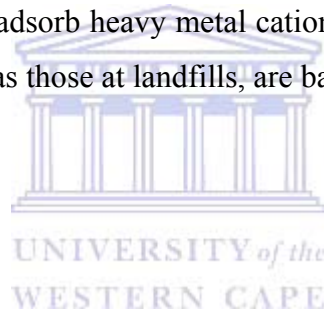 adsorb heavy metal cation
as those at landfills, are ba
UNIVERSITY of the
WESTERN CAPE